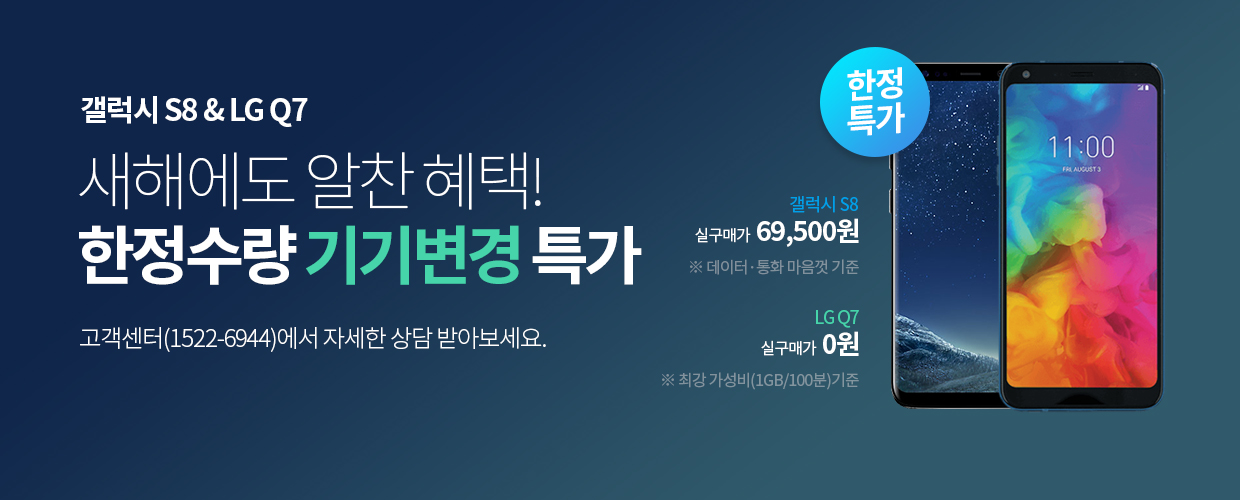 갤럭시 S8 & LG Q7
새해에도 알찬 혜택!
한정수량 기기변경 특가
고객센터(1522-6944)에서 자세한 상담 받아보세요.
한정
특가
갤럭시 S8
실구매가 69,500원
※ 데이터·통화 마음껏 기준
LG Q7
실구매가 0원
※ 최강 가성비(1GB/100분)기준
11:00
FRI, AUGUST 3